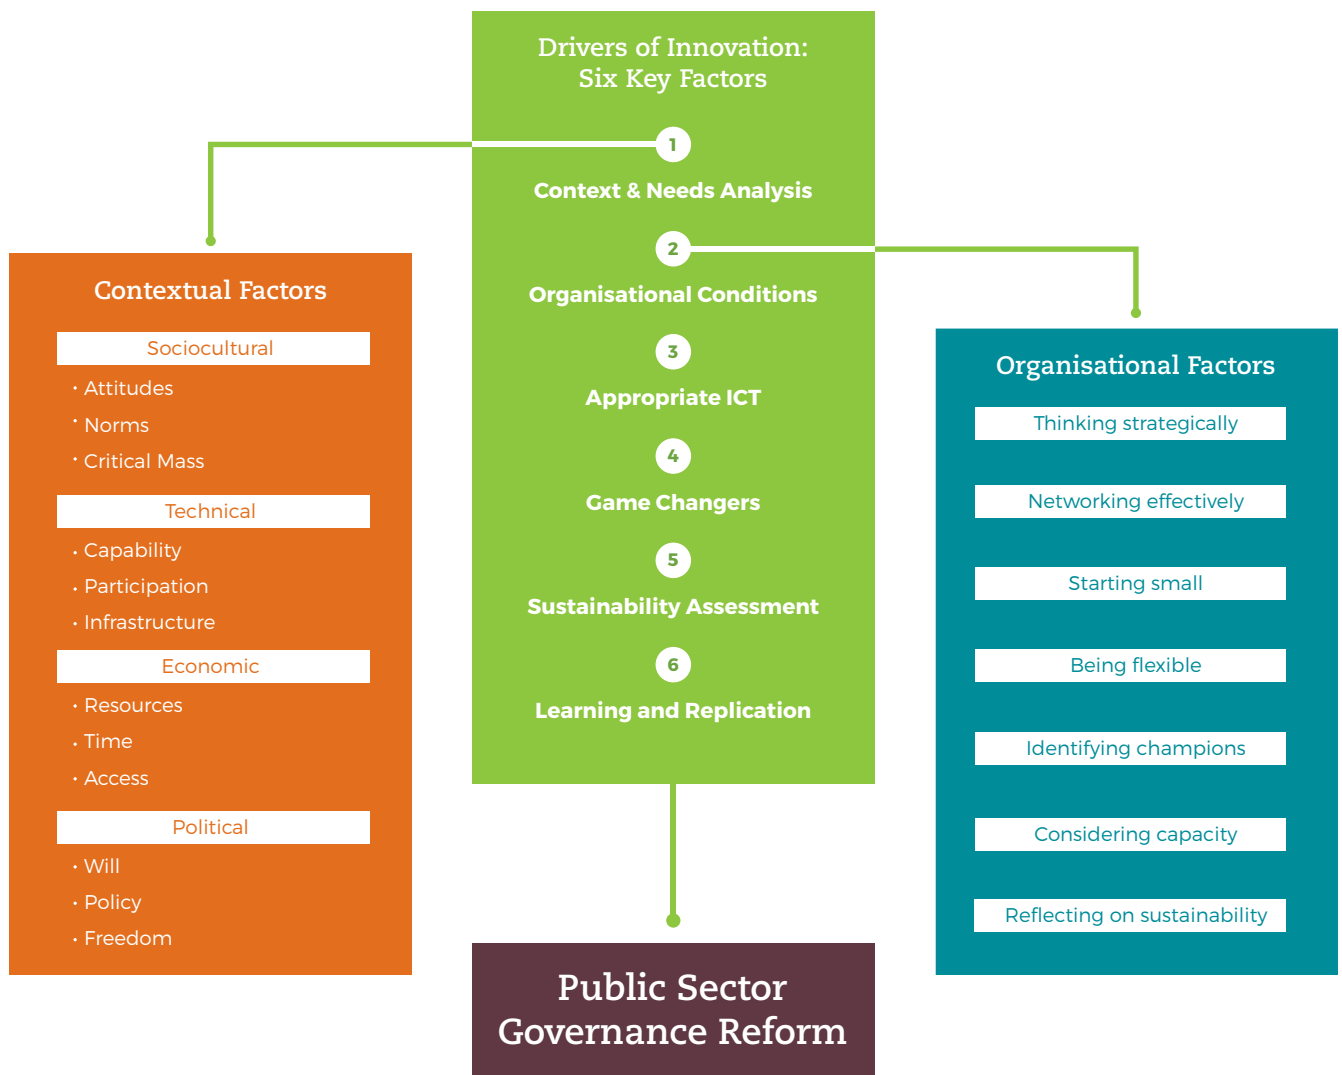 Drivers of Innovation:
Six Key Factors
1
Context & Needs Analysis
2
Organisational Conditions
3
Appropriate ICT
4
Game Changers
5
Sustainability Assessment
6
Learning and Replication
Contextual Factors
Sociocultural
· Attitudes
· Norms
· Critical Mass
Technical
· Capability
· Participation
· Infrastructure
Economic
· Resources
· Time
· Access
Political
· Will
· Policy
· Freedom
Organisational Factors
Thinking strategically
Networking effectively
Starting small
Being flexible
Identifying champions
Considering capacity
Reflecting on sustainability
Public Sector
Governance Reform